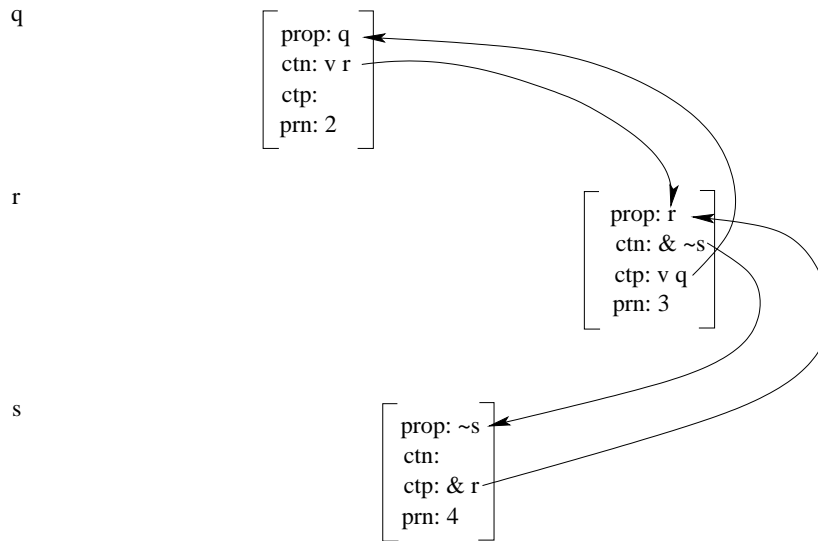 q
prop: q
ctn: v r
ctp:
prn: 2
r
prop: r
ctn: & ~s
ctp: v q
prn: 3
s
prop: ~s
ctn:
ctp: & r
prn: 4